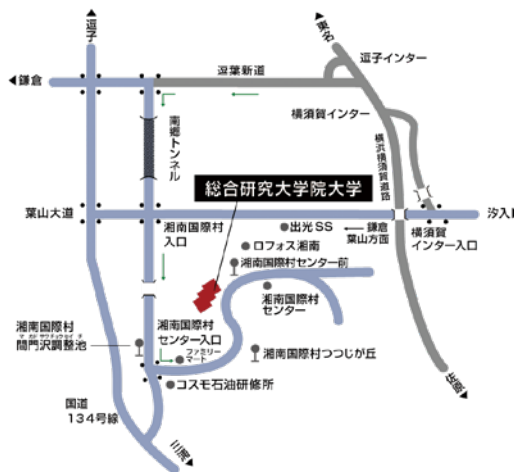 ▲逗子
▲東名
逗子インター
◀鎌倉
逗葉新道
横須賀インター
南郷トンネル
横浜横須賀道路
総合研究大学院大学
葉山大道
湘南国際村
入口
出光SS
鎌倉
葉山方面
横須賀
インター入口
汐入▶
ロフォス湘南
湘南国際村センター前
湘南国際村
センター
湘南国際村
間門沢調整池
湘南国際村
センター入口
ファミリー
マート
湘南国際村つつじが丘
コスモ石油研修所
佐原▶
国道
134号線
三崎▶